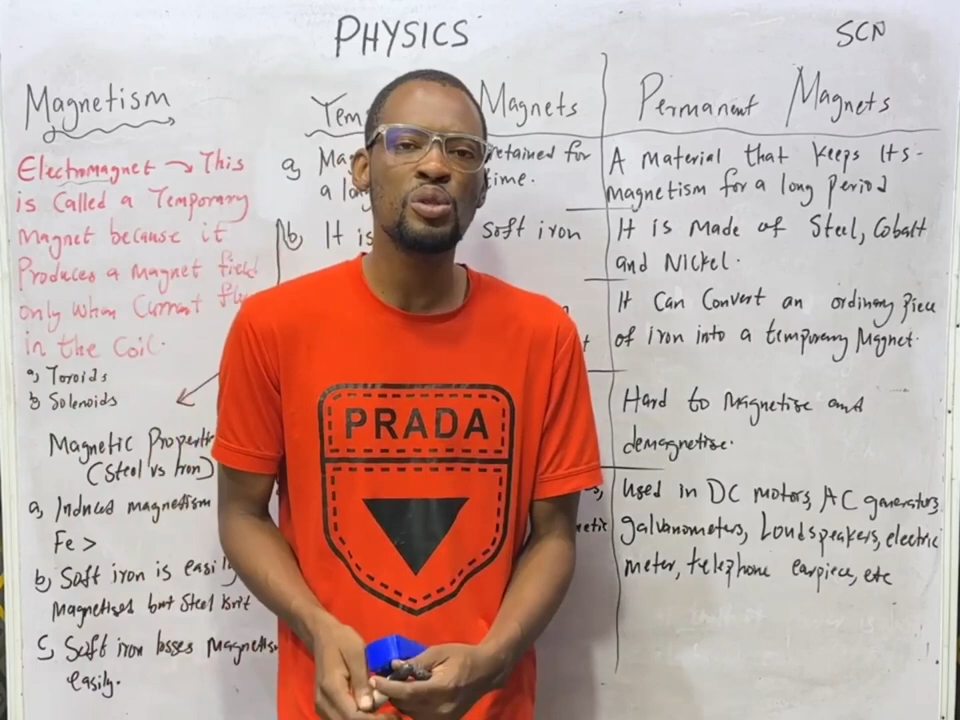 PHYSICS
SCN
Magnetism
Electromagnet → This
is Called a Temporary
Magnet because it
Produces a magnet field
only when Current
in the Coil.
a, Toroids
b, Solenoids
Magnetic
(Steel vs Iron)
a, Induced magnetism
Fe >
b, Soft iron is
magnetises but Steel isn't
c, Soft iron losses
easily.
Magnets
a, retained for
a time.
b, It is Soft iron
Permanent Magnets
A material that keeps its
magnetism for a long period
It is made of Steel, Cobalt
and Nickel.
It Can Convert an ordinary piece
of iron into a temporary Magnet.
Hard to magnetise and
demagnetise.
Used in DC motors, AC generators,
galvanometers, Loudspeakers, electric
meter, telephone earpiece, etc
PRADA